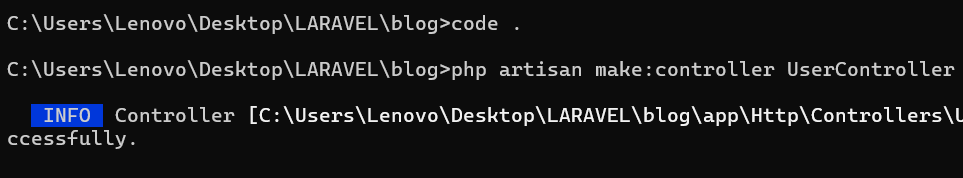 C:\Users\Lenovo\Desktop\LARAVEL\blog>code .
C:\Users\Lenovo\Desktop\LARAVEL\blog>php artisan make:controller UserController
INFO Controller [C:\Users\Lenovo\Desktop\LARAVEL\blog\app\Http\Controllers\U
ccessfully.